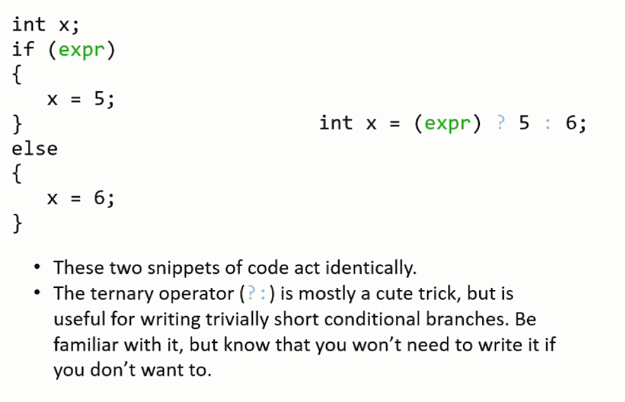 int x;
if (expr)
{
x = 5;
}
else
{
x = 6;
}
int x = (expr) ? 5 : 6;
• These two snippets of code act identically.
• The ternary operator (? :) is mostly a cute trick, but is
useful for writing trivially short conditional branches. Be
familiar with it, but know that you won’t need to write it if
you don’t want to.